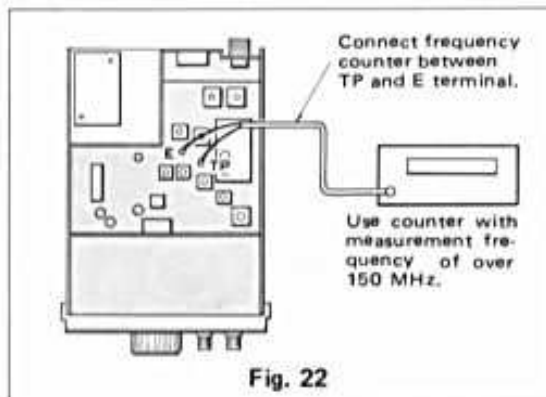 Connect frequency
counter between
TP and E terminal.
E
TP
Use counter with
measurement fre-
quency of over
150 MHz.
Fig. 22